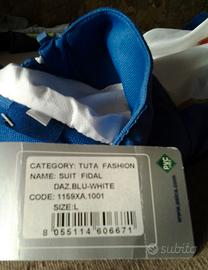 CATEGORY: TUTA FASHION
NAME: SUIT FIDAL
DAZ.BLU-WHITE
CODE: 1159XA.1001
SIZE:L
8 055114 606671
subito